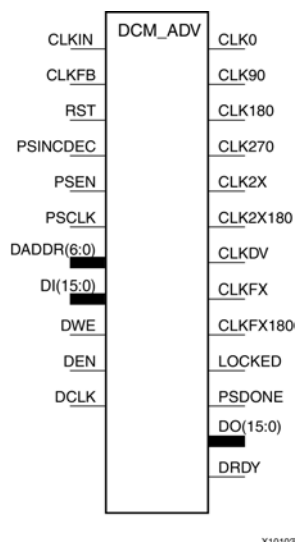 DCM_ADV
CLKIN
CLKFB
RST
PSINCDEC
PSEN
PSCLK
DADDR(6:0)
DI(15:0)
DWE
DEN
DCLK
CLK0
CLK90
CLK180
CLK270
CLK2X
CLK2X180
CLKDV
CLKFX
CLKFX180
LOCKED
PSDONE
DO(15:0)
DRDY